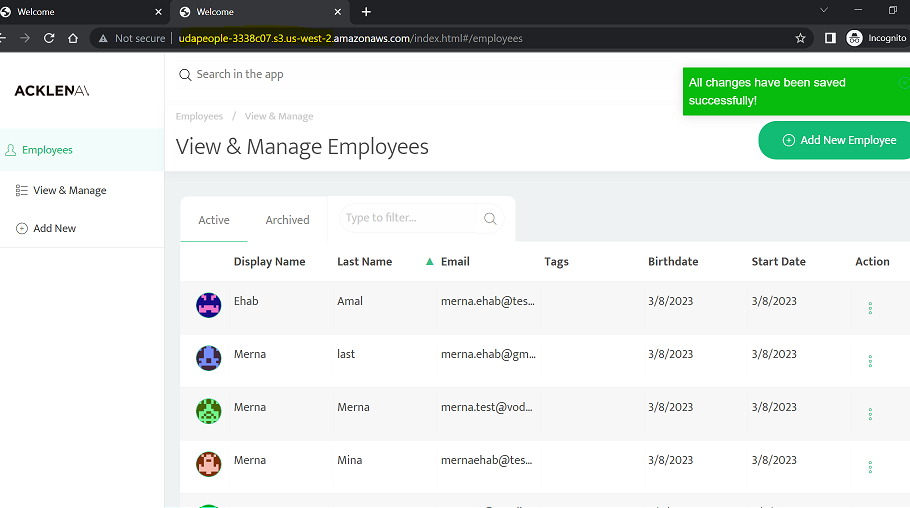 Welcome
Welcome
Not secure | udapeople-3338c07.s3.us-west-2.amazonaws.com/index.html#/employees
Incognito
ACKLENAV
Search in the app
All changes have been saved
successfully!
Employees / View & Manage
View & Manage Employees
Add New Employee
Employees
View & Manage
Add New
Active
Archived
Type to filter...
Display Name Last Name Email Tags Birthdate Start Date Action
Ehab Amal merna.ehab@tes... 3/8/2023 3/8/2023
Merna last merna.ehab@gm... 3/8/2023 3/8/2023
Merna Merna merna.test@vod... 3/8/2023 3/8/2023
Merna Mina mernaehab@tes... 3/8/2023 3/8/2023